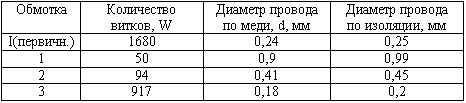 Обмотка Количество Диаметр провода Диаметр провода
витков, W по меди, d, мм по изоляции, мм
I(первичн.) 1680 0,24 0,25
1 50 0,9 0,99
2 94 0,41 0,45
3 917 0,18 0,2